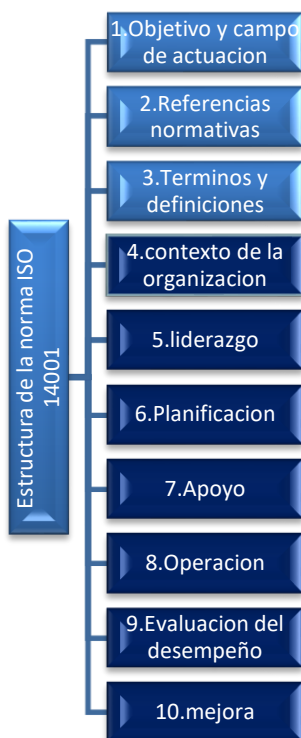 Estructura de la norma ISO
14001
1.Objetivo y campo
de actuacion
2.Referencias
normativas
3.Terminos y
definiciones
4.contexto de la
organizacion
5.liderazgo
6.Planificacion
7.Apoyo
8.Operacion
9.Evaluacion del
desempeño
10.mejora